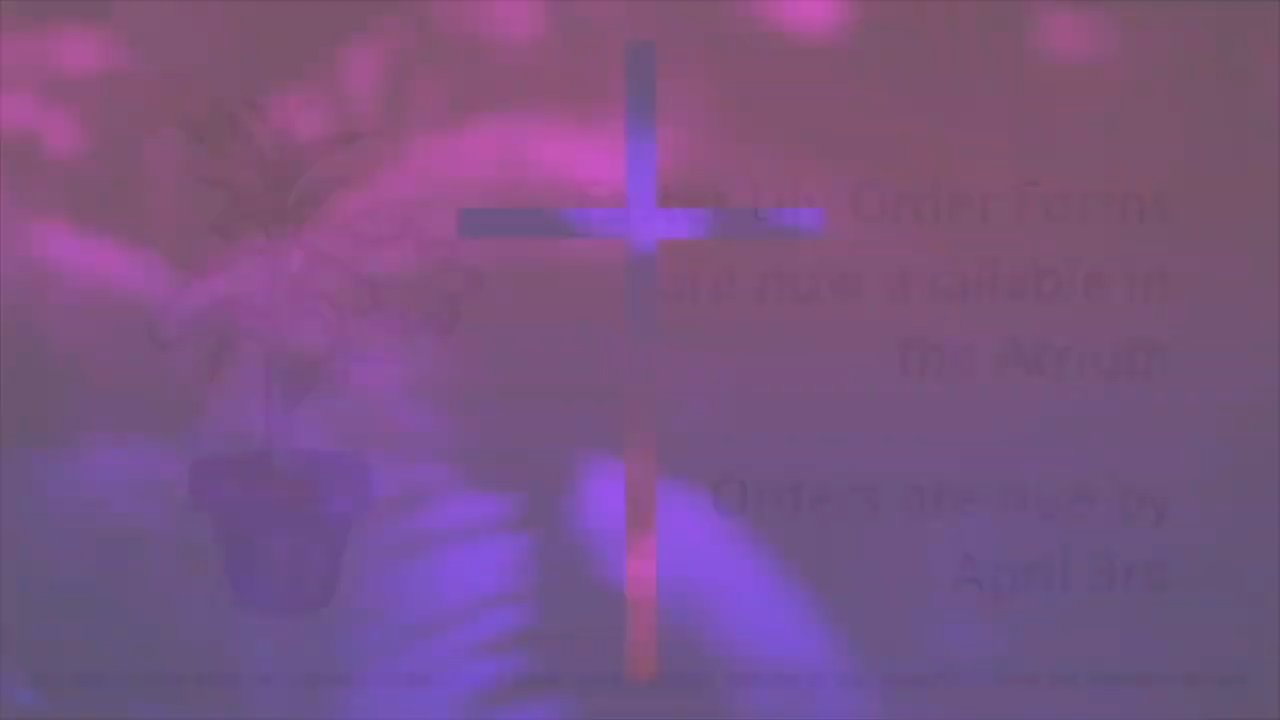 Lily Order Forms
are now available in
the Atrium
Orders are due by
April 3rd